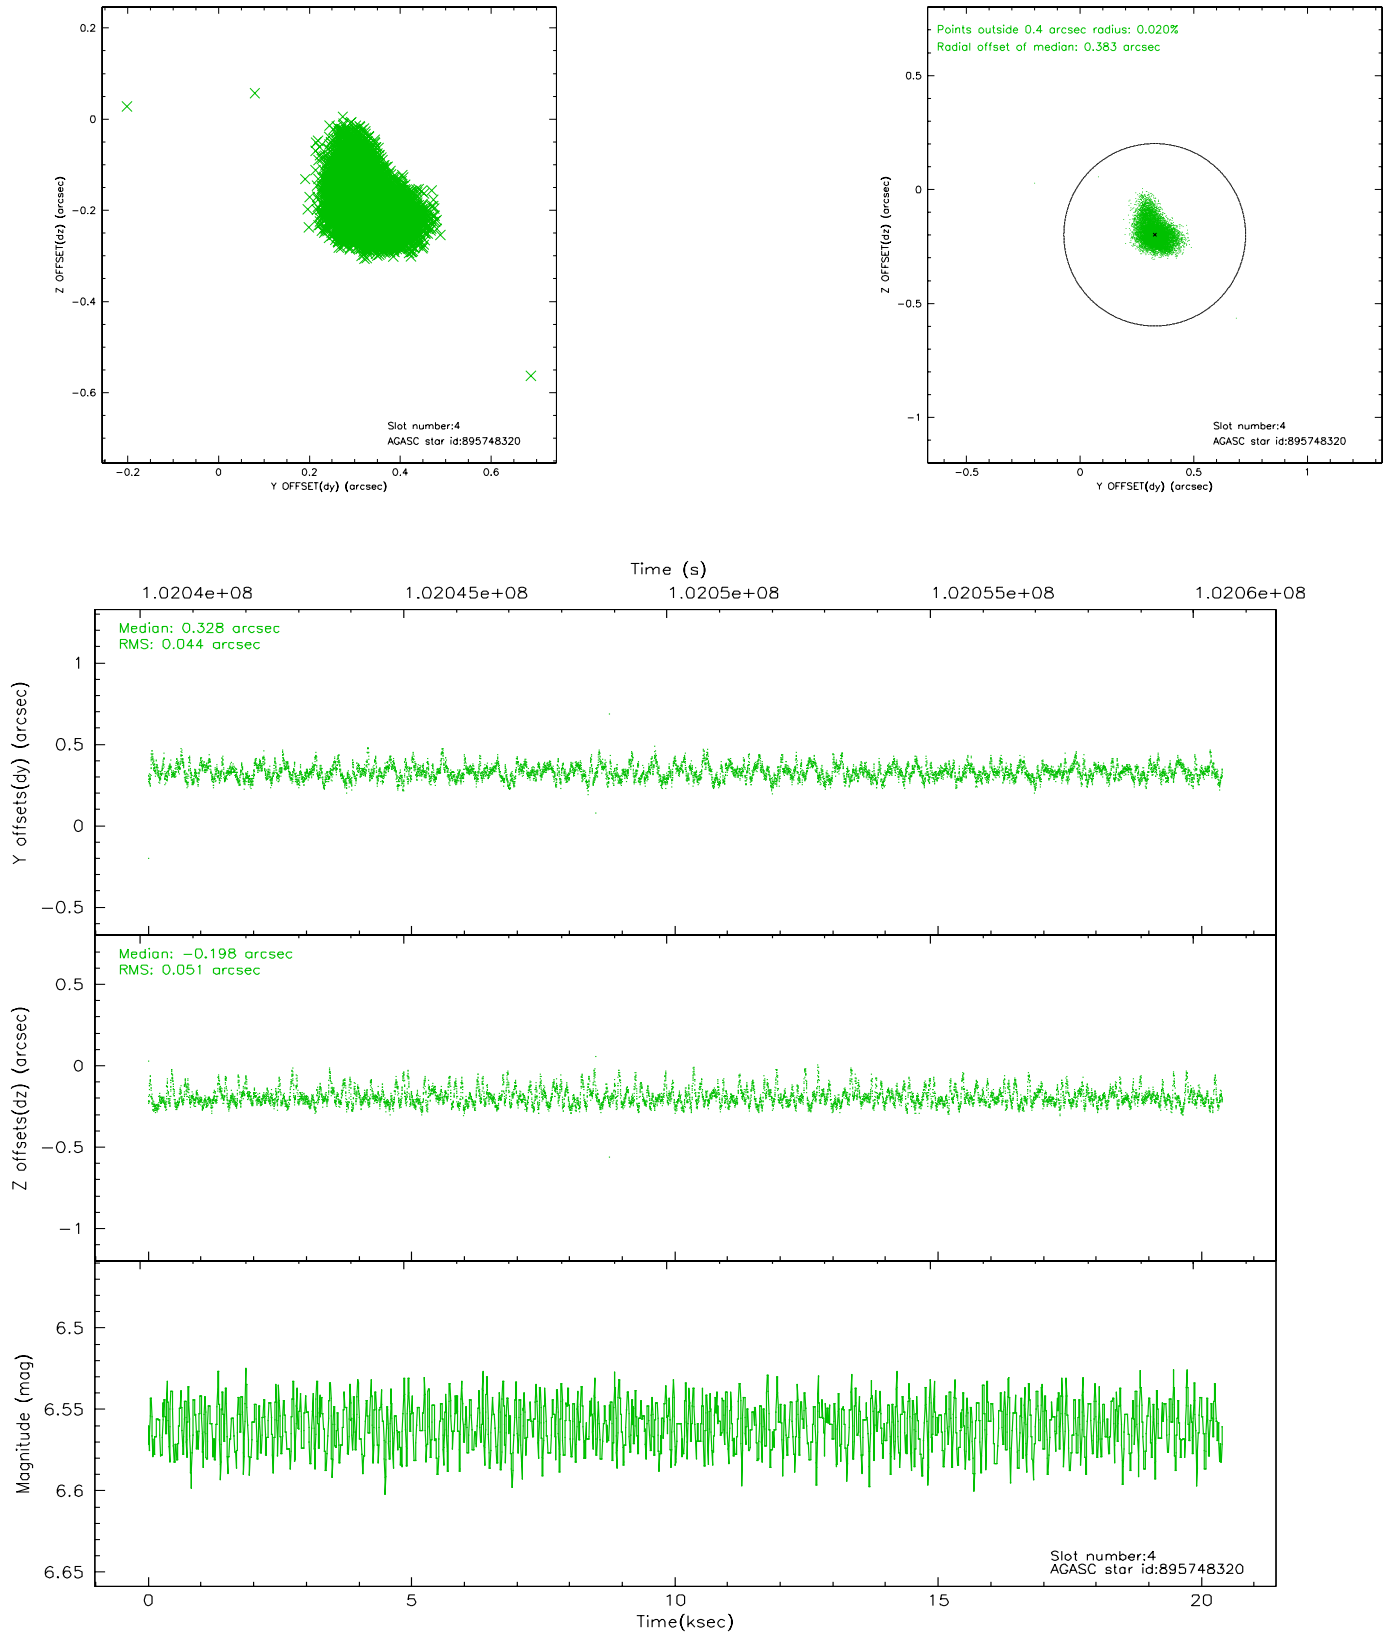 0.2
0
−0.2
−0.4
−0.6
Z OFFSET(dz) (arcsec)
Slot number:4
AGASC star id:895748320
−0.2 0 0.2 0.4 0.6
Y OFFSET(dy) (arcsec)
Points outside 0.4 arcsec radius: 0.020%
Radial offset of median: 0.383 arcsec
0.5
0
−0.5
−1
Z OFFSET(dz) (arcsec)
Slot number:4
AGASC star id:895748320
−0.5 0 0.5 1
Y OFFSET(dy) (arcsec)
Time (s)
1.0204e+08 1.02045e+08 1.0205e+08 1.02055e+08 1.0206e+08
Median: 0.328 arcsec
RMS: 0.044 arcsec
1
0.5
0
−0.5
Y offsets(dy) (arcsec)
Median: −0.198 arcsec
RMS: 0.051 arcsec
0.5
0
−0.5
−1
Z offsets(dz) (arcsec)
6.5
6.55
6.6
6.65
Magnitude (mag)
Slot number:4
AGASC star id:895748320
0 5 10 15 20
Time(ksec)